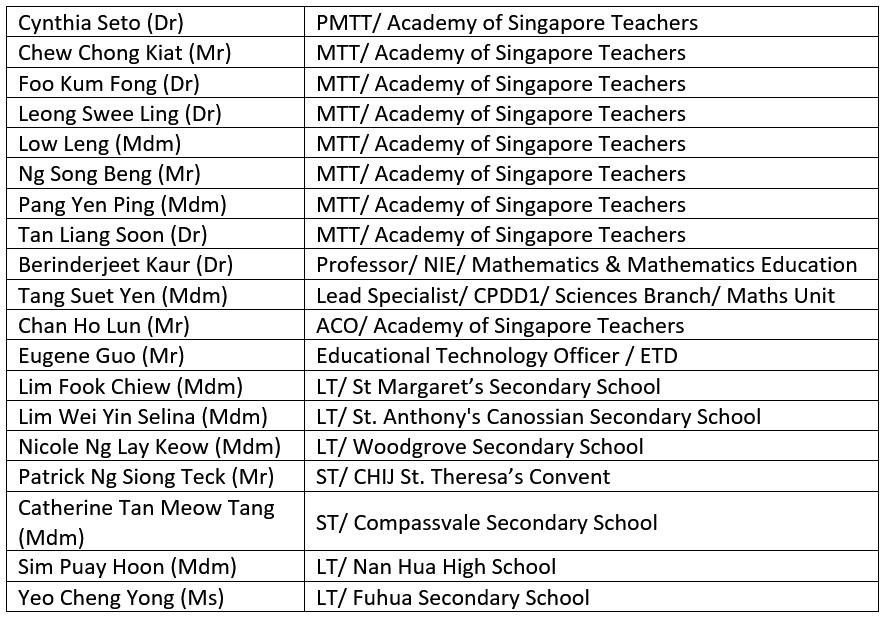 Cynthia Seto (Dr) PMTT/ Academy of Singapore Teachers
Chew Chong Kiat (Mr) MTT/ Academy of Singapore Teachers
Foo Kum Fong (Dr) MTT/ Academy of Singapore Teachers
Leong Swee Ling (Dr) MTT/ Academy of Singapore Teachers
Low Leng (Mdm) MTT/ Academy of Singapore Teachers
Ng Song Beng (Mr) MTT/ Academy of Singapore Teachers
Pang Yen Ping (Mdm) MTT/ Academy of Singapore Teachers
Tan Liang Soon (Dr) MTT/ Academy of Singapore Teachers
Berinderjeet Kaur (Dr) Professor/ NIE/ Mathematics & Mathematics Education
Tang Suet Yen (Mdm) Lead Specialist/ CPDD1/ Sciences Branch/ Maths Unit
Chan Ho Lun (Mr) ACO/ Academy of Singapore Teachers
Eugene Guo (Mr) Educational Technology Officer / ETD
Lim Fook Chiew (Mdm) LT/ St Margaret’s Secondary School
Lim Wei Yin Selina (Mdm) LT/ St. Anthony's Canossian Secondary School
Nicole Ng Lay Keow (Mdm) LT/ Woodgrove Secondary School
Patrick Ng Siong Teck (Mr) ST/ CHIJ St. Theresa’s Convent
Catherine Tan Meow Tang
(Mdm) ST/ Compassvale Secondary School
Sim Puay Hoon (Mdm) LT/ Nan Hua High School
Yeo Cheng Yong (Ms) LT/ Fuhua Secondary School